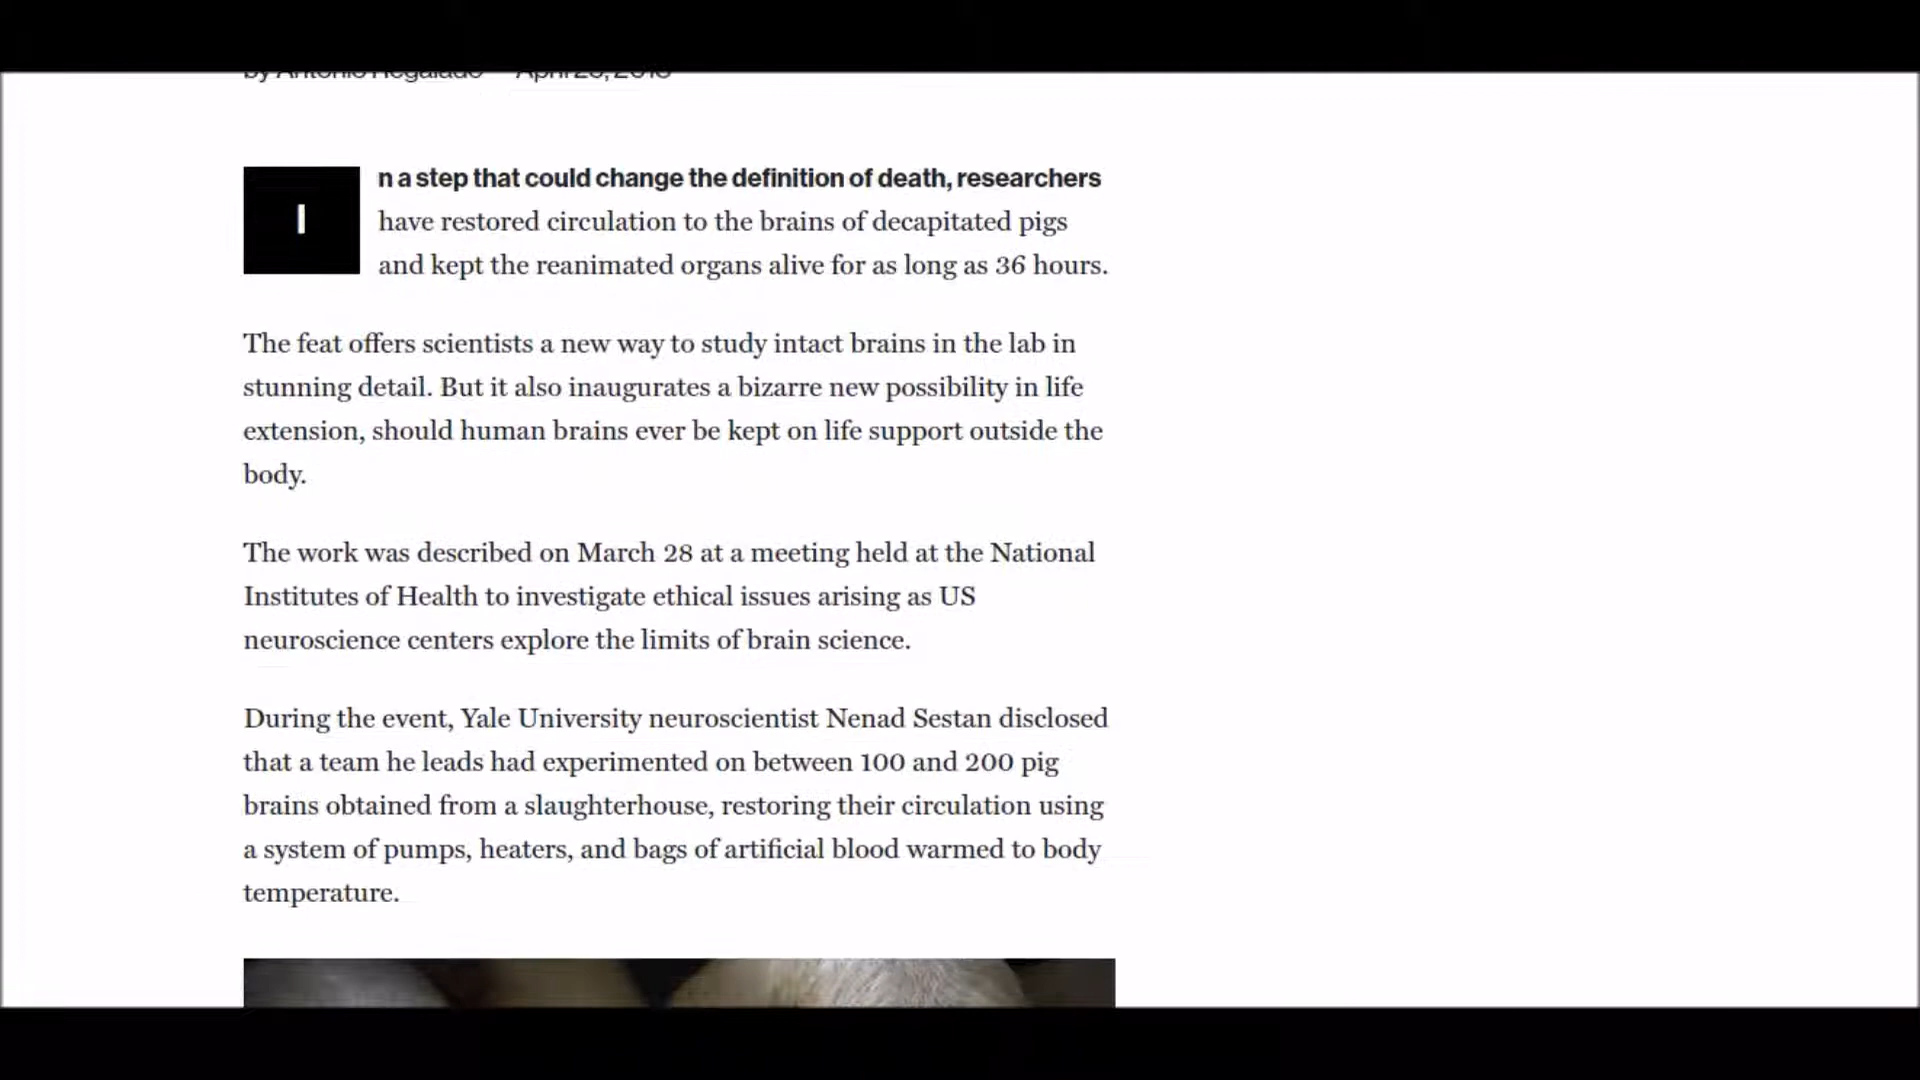 by Antonio Regalado April 25, 2018
In a step that could change the definition of death, researchers
have restored circulation to the brains of decapitated pigs
and kept the reanimated organs alive for as long as 36 hours.
The feat offers scientists a new way to study intact brains in the lab in
stunning detail. But it also inaugurates a bizarre new possibility in life
extension, should human brains ever be kept on life support outside the
body.
The work was described on March 28 at a meeting held at the National
Institutes of Health to investigate ethical issues arising as US
neuroscience centers explore the limits of brain science.
During the event, Yale University neuroscientist Nenad Sestan disclosed
that a team he leads had experimented on between 100 and 200 pig
brains obtained from a slaughterhouse, restoring their circulation using
a system of pumps, heaters, and bags of artificial blood warmed to body
temperature.